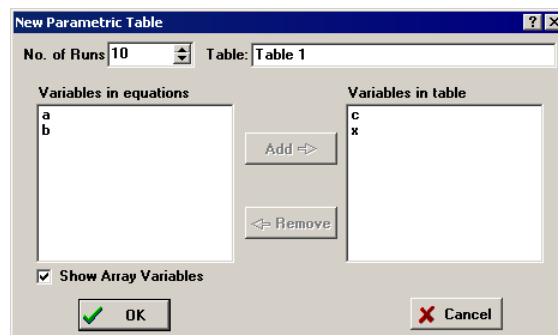 New Parametric Table
No. of Runs 10 Table: Table 1
Variables in equations Variables in table
a c
b x
Add
Remove
Show Array Variables
OK Cancel